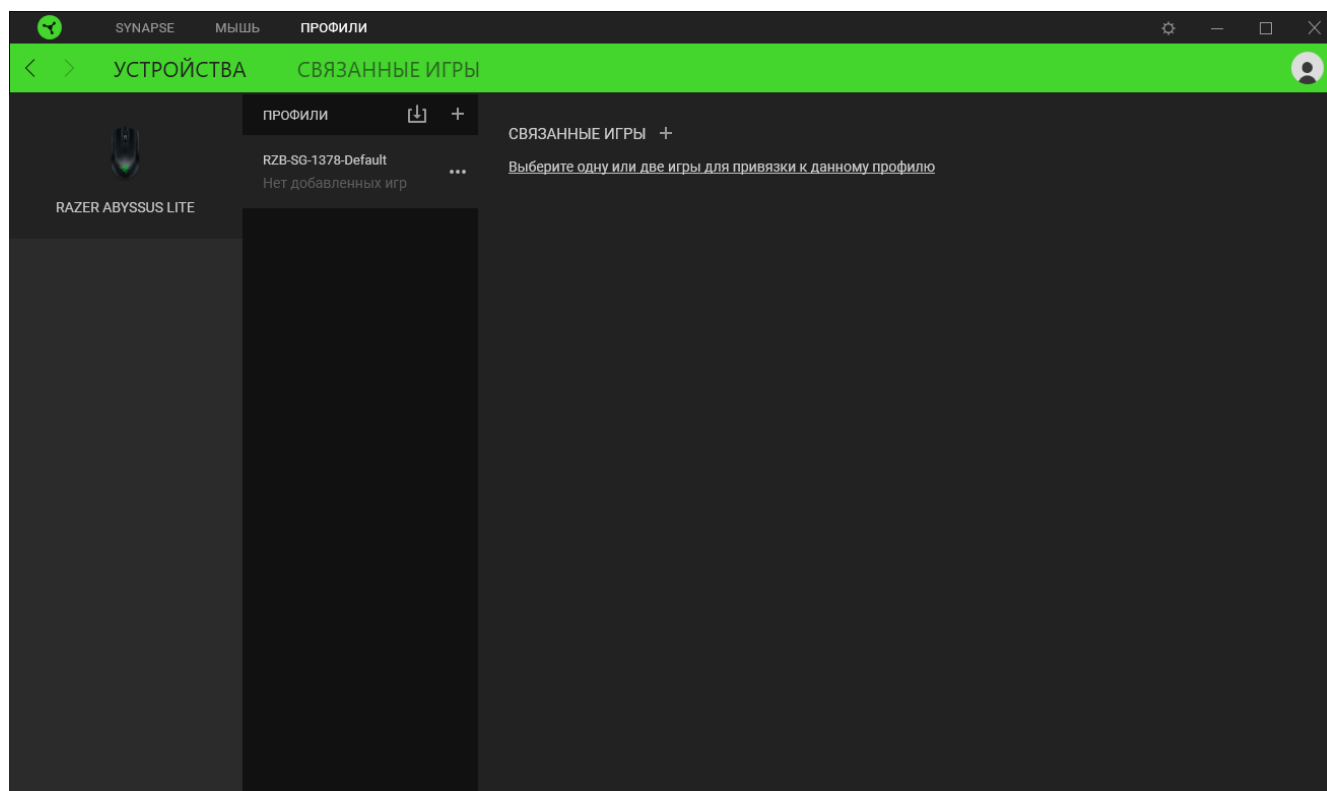 SYNAPSE МЫШЬ ПРОФИЛИ
УСТРОЙСТВА СВЯЗАННЫЕ ИГРЫ
RAZER ABYSSUS LITE
ПРОФИЛИ
RZB-SG-1378-Default
Нет добавленных игр
СВЯЗАННЫЕ ИГРЫ
Выберите одну или две игры для привязки к данному профилю